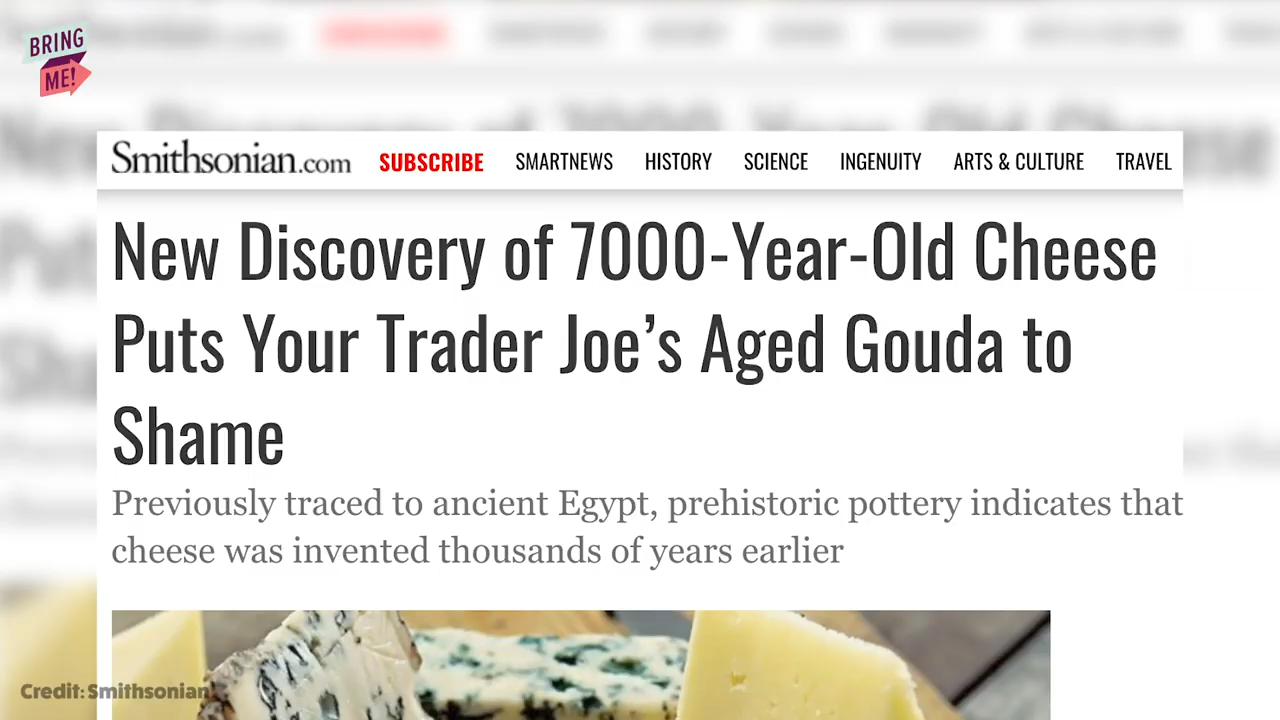 BRING
ME!
Smithsonian.com SUBSCRIBE SMARTNEWS HISTORY SCIENCE INGENUITY ARTS & CULTURE TRAVEL
New Discovery of 7000-Year-Old Cheese
Puts Your Trader Joe’s Aged Gouda to
Shame
Previously traced to ancient Egypt, prehistoric pottery indicates that
cheese was invented thousands of years earlier
Credit: Smithsonian